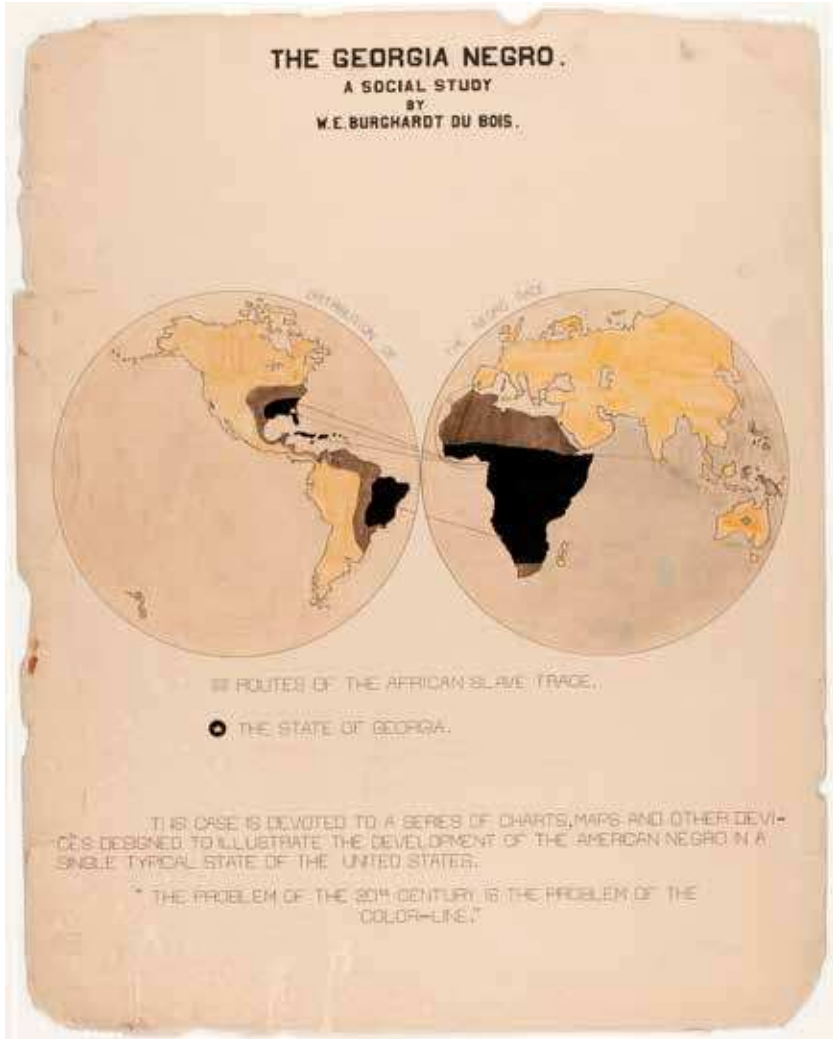 THE GEORGIA NEGRO.
A SOCIAL STUDY
BY
W.E.BURGHARDT DU BOIS.
DISTRIBUTION OF
THE NEGRO RACE
ROUTES OF THE AFRICAN SLAVE TRADE.
THE STATE OF GEORGIA.
THIS CASE IS DEVOTED TO A SERIES OF CHARTS, MAPS AND OTHER DEVI-
CES DESIGNED TO ILLUSTRATE THE DEVELOPMENT OF THE AMERICAN NEGRO IN A
SINGLE TYPICAL STATE OF THE UNITED STATES.
" THE PROBLEM OF THE 20TH CENTURY IS THE PROBLEM OF THE
COLOR-LINE."